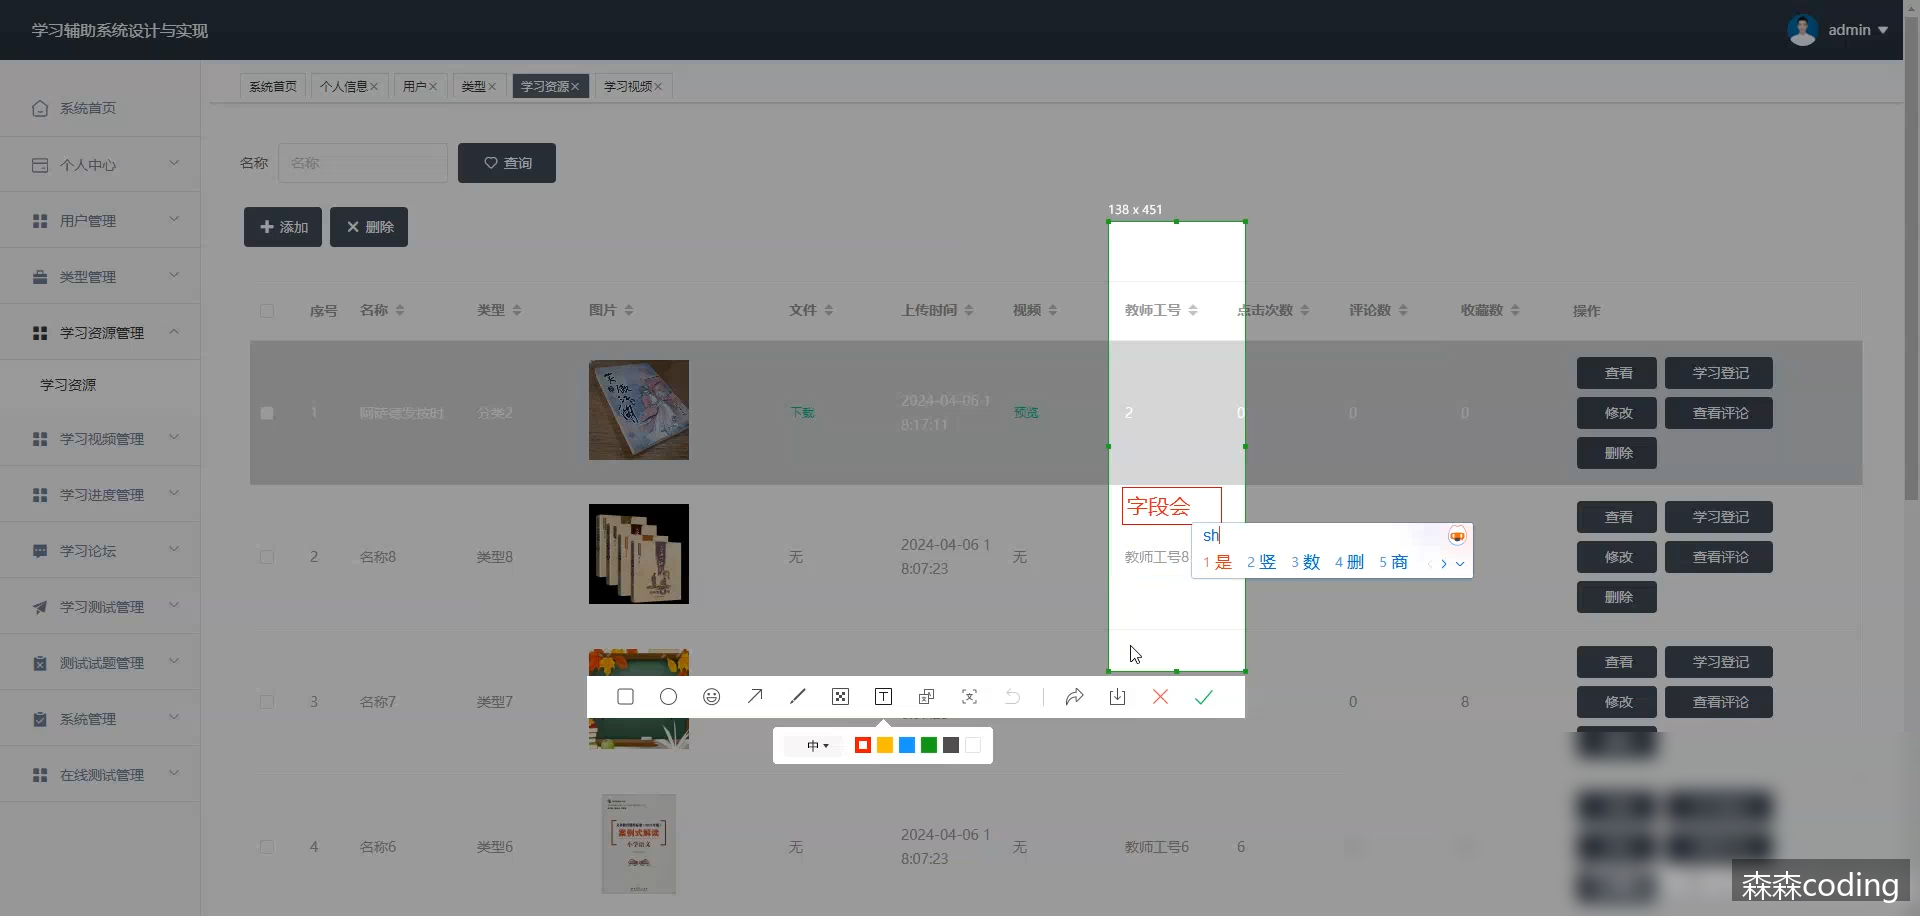 学习辅助系统设计与实现
admin
系统首页
个人信息
用户
类型
学习资源
学习视频
系统首页
个人中心
用户管理
类型管理
学习资源管理
学习资源
学习视频管理
学习进度管理
学习论坛
学习测试管理
测试试题管理
系统管理
在线测试管理
名称 名称 查询
添加 删除
138 x 451
序号 名称 类型 图片 文件 上传时间 视频 教师工号 点击次数 评论数 收藏数 操作
1 分类2 下载 2024-04-06 1
8:17:11 预览 2 0 0 0
查看 学习登记
修改 查看评论
删除
字段会
sh
1 是 2 竖 3 数 4 删 5 商
2 名称8 类型8 无 2024-04-06 1
8:07:23 无 教师工号8
查看 学习登记
修改 查看评论
删除
3 名称7 类型7 0 8
查看 学习登记
修改 查看评论
中
4 名称6 类型6 无 2024-04-06 1
8:07:23 无 教师工号6 6
案例式解读
小学语文
森森coding